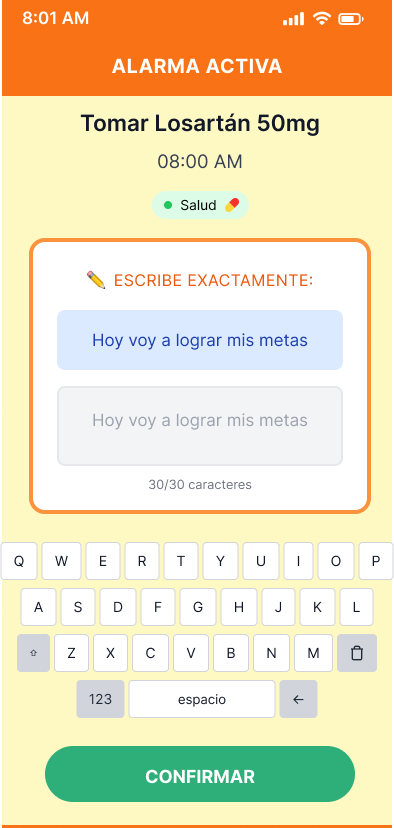 8:01 AM
ALARMA ACTIVA
Tomar Losartán 50mg
08:00 AM
Salud
ESCRIBE EXACTAMENTE:
Hoy voy a lograr mis metas
Hoy voy a lograr mis metas
30/30 caracteres
Q W E R T Y U I O P
A S D F G H J K L
Z X C V B N M
123 espacio ←
CONFIRMAR